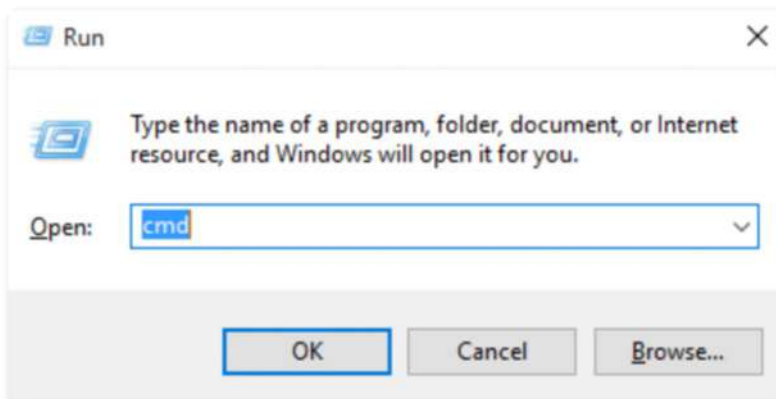 Run
Type the name of a program, folder, document, or Internet
resource, and Windows will open it for you.
Open: cmd
OK Cancel Browse...